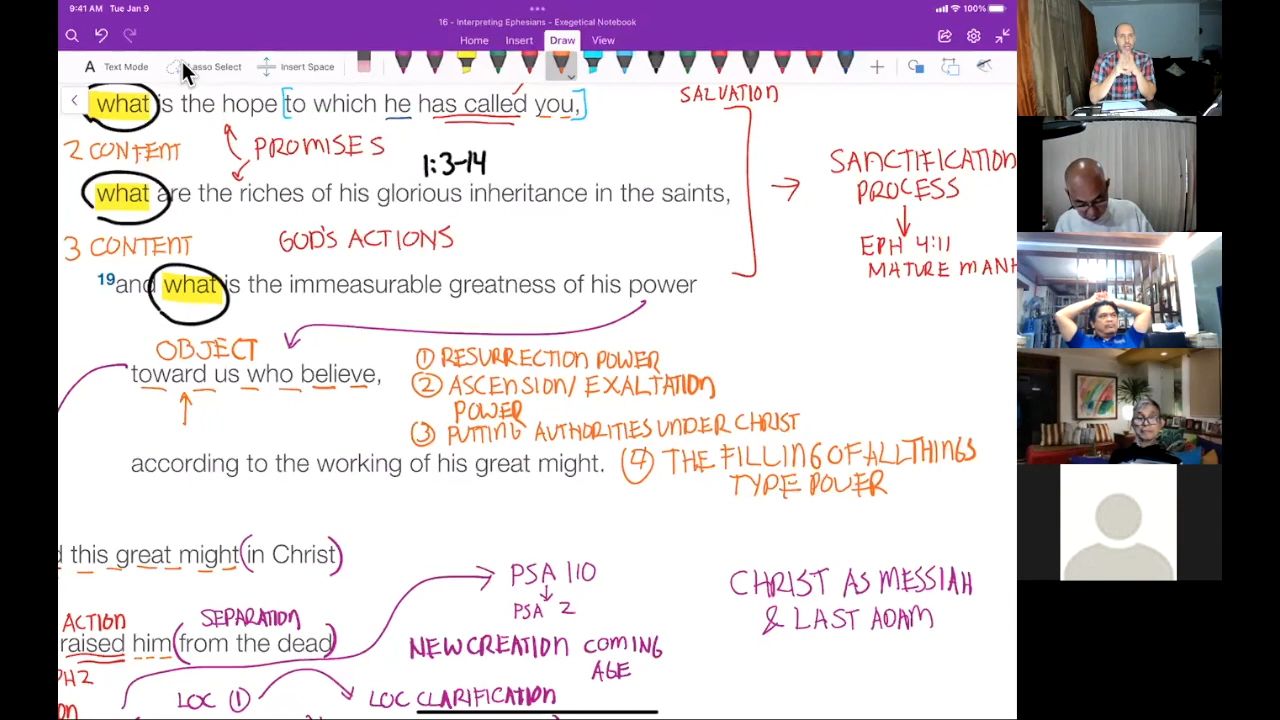 9:41 AM Tue Jan 9
100%
16 - Interpreting Ephesians - Exegetical Notebook
Home Insert Draw View
A Text Mode Lasso Select Insert Space
what is the hope [to which he has called you,]
SALVATION
2 CONTENT
PROMISES
1:3-14
SANCTIFICATION
PROCESS
what are the riches of his glorious inheritance in the saints,
3 CONTENT
GOD'S ACTIONS
EPH 4:11
MATURE MANH
19and what is the immeasurable greatness of his power
OBJECT
toward us who believe,
① RESURRECTION POWER
② ASCENSION/EXALTATION
POWER
③ PUTTING AUTHORITIES UNDER CHRIST
according to the working of his great might.
④ THE FILLING OF ALL THINGS
TYPE POWER
d this great might (in Christ)
PSA 110
PSA 2
CHRIST AS MESSIAH
& LAST ADAM
ACTION
SEPARATION
raised him (from the dead)
NEW CREATION COMING
AGE
PH2
LOC ①
LOC CLARIFICATION